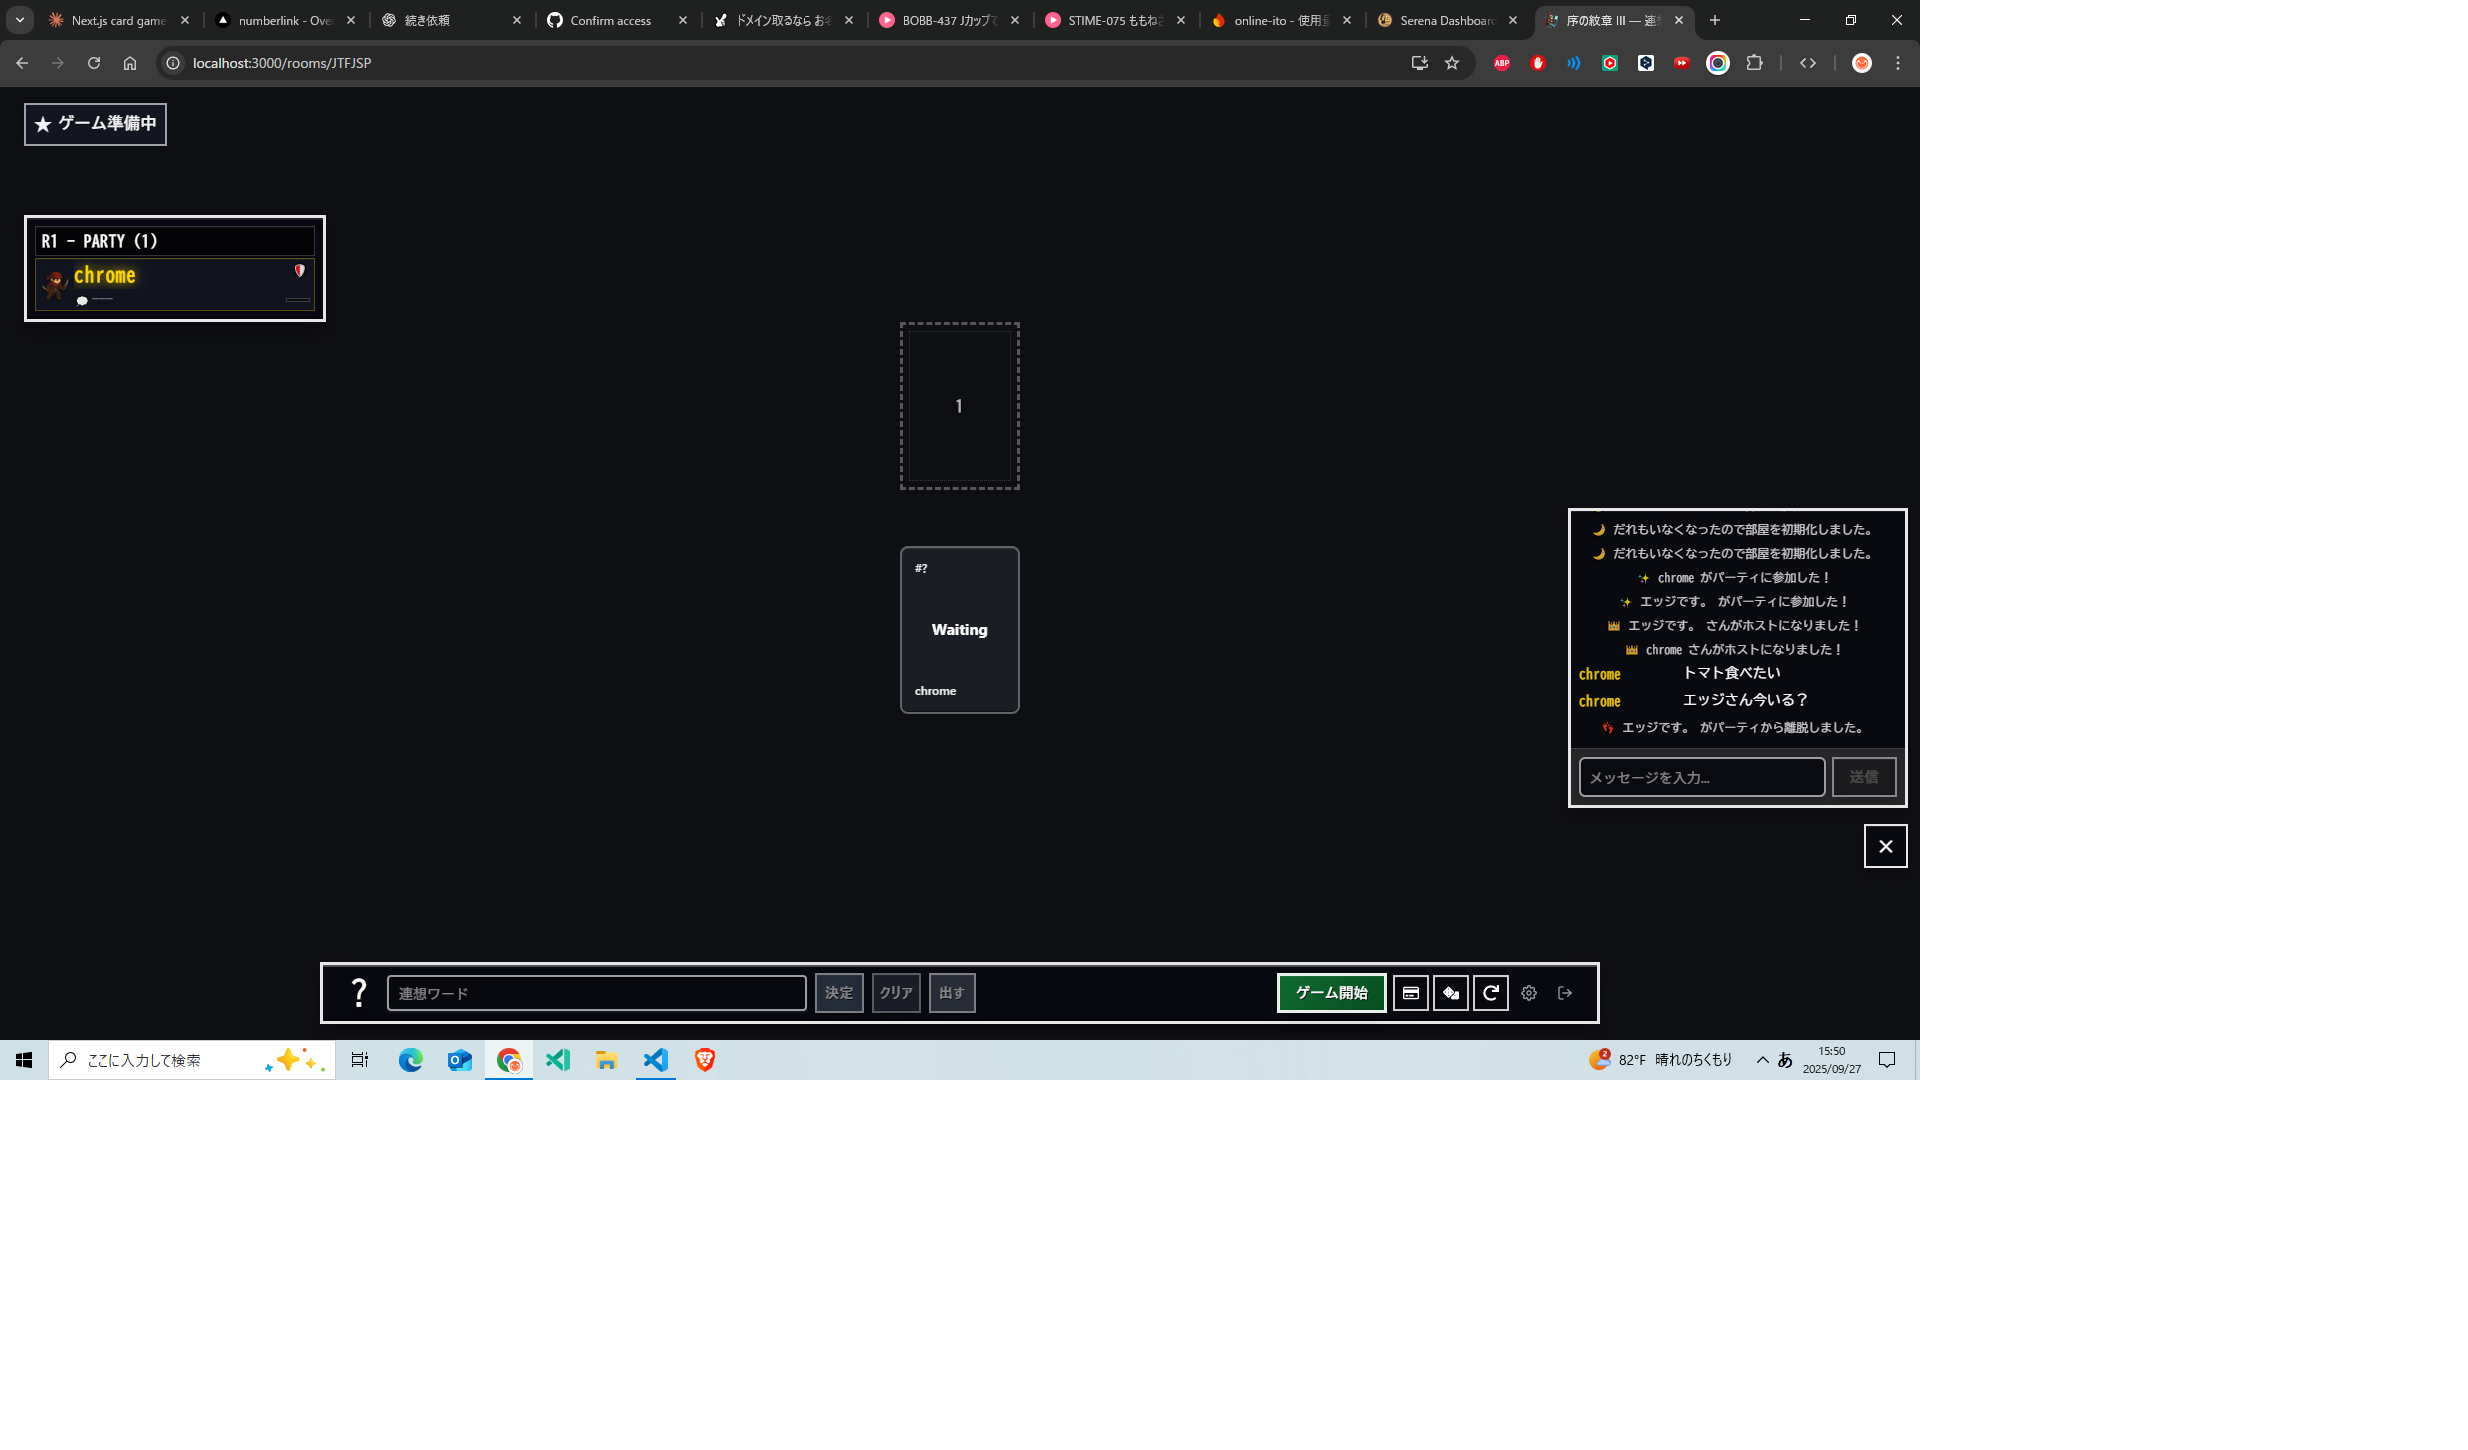 Next.js card game
numberlink - Over
続き依頼
Confirm access
ドメイン取るなら お名
BOBB-437 Jカップで
STIME-075 ももねさ
online-ito - 使用量
Serena Dashboard
序の紋章 III — 連想
localhost:3000/rooms/JTFJSP
ABP
★ ゲーム準備中
R1 - PARTY (1)
chrome
---
1
#?
Waiting
chrome
だれもいなくなったので部屋を初期化しました。
だれもいなくなったので部屋を初期化しました。
chrome がパーティに参加した！
エッジです。 がパーティに参加した！
エッジです。 さんがホストになりました！
chrome さんがホストになりました！
chrome トマト食べたい
chrome エッジさん今いる？
エッジです。 がパーティから離脱しました。
メッセージを入力...
送信
?
連想ワード
決定
クリア
出す
ゲーム開始
ここに入力して検索
2
82°F 晴れのちくもり
あ
15:50
2025/09/27